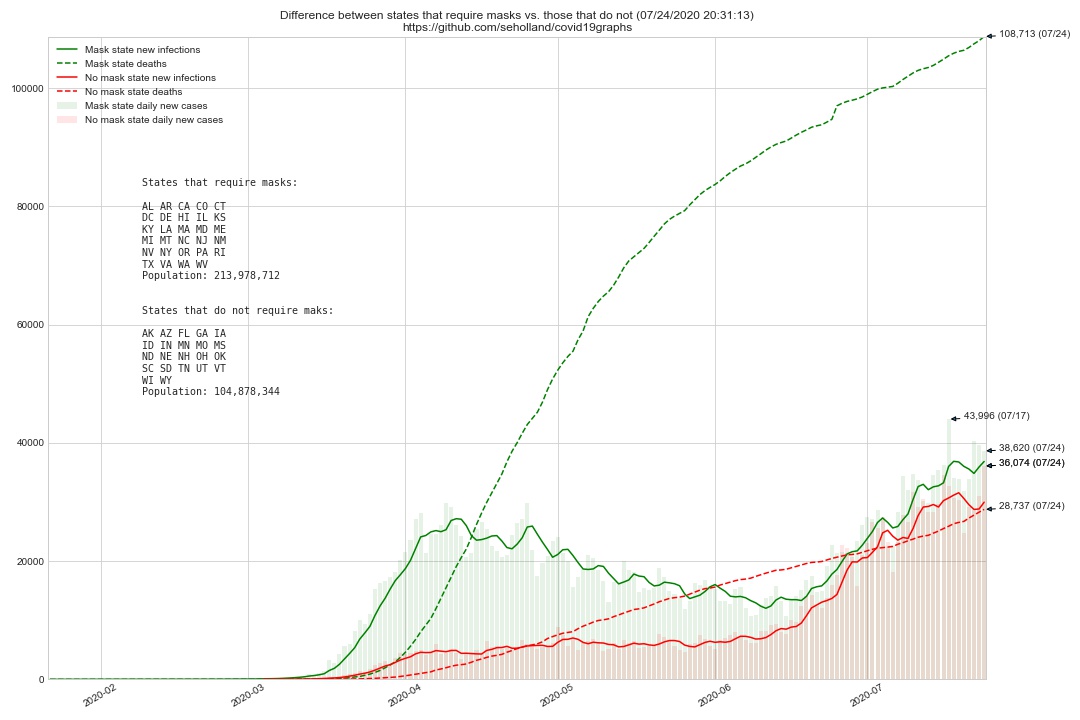 Difference between states that require masks vs. those that do not (07/24/2020 20:31:13)
https://github.com/seholland/covid19graphs
108,713 (07/24)
Mask state new infections
Mask state deaths
No mask state new infections
No mask state deaths
Mask state daily new cases
No mask state daily new cases
100000
80000
60000
40000
20000
0
States that require masks:
AL AR CA CO CT
DC DE HI IL KS
KY LA MA MD ME
MI MT NC NJ NM
NV NY OR PA RI
TX VA WA WV
Population: 213,978,712
States that do not require maks:
AK AZ FL GA IA
ID IN MN MO MS
ND NE NH OH OK
SC SD TN UT VT
WI WY
Population: 104,878,344
43,996 (07/17)
38,620 (07/24)
36,074 (07/24)
28,737 (07/24)
2020-02
2020-03
2020-04
2020-05
2020-06
2020-07